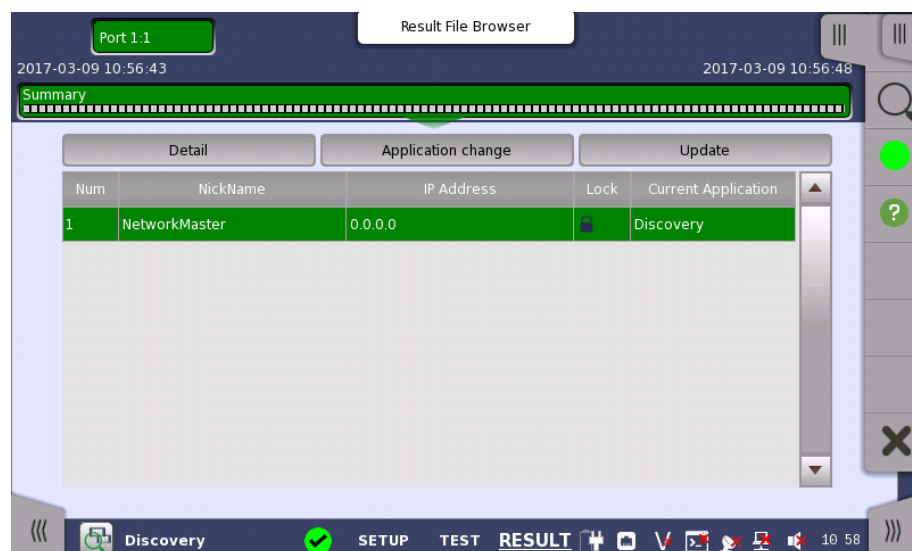 Port 1:1
Result File Browser
2017-03-09 10:56:43
2017-03-09 10:56:48
Summary
Detail
Application change
Update
Num
NickName
IP Address
Lock
Current Application
1
NetworkMaster
0.0.0.0
Discovery
Discovery
SETUP
TEST
RESULT
10 58